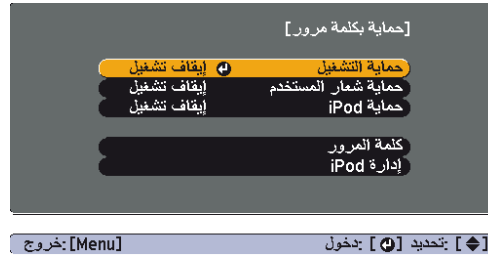 [حماية بكلمة مرور]
حماية التشغيل إيقاف تشغيل
حماية شعار المستخدم إيقاف تشغيل
حماية iPod إيقاف تشغيل
كلمة المرور
إدارة iPod
[ ] :تحديد [ ] :دخول [Menu] :خروج